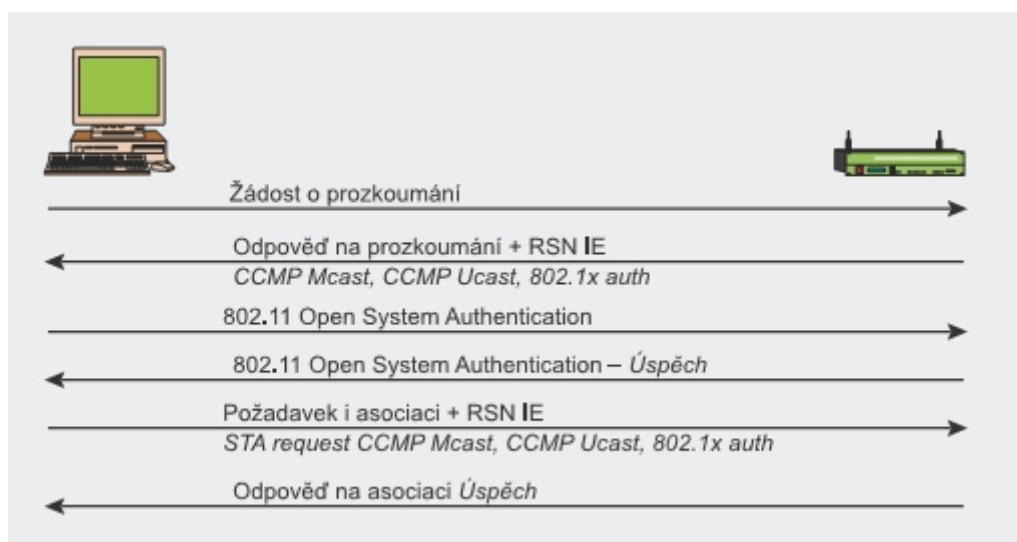 Žádost o prozkoumání
Odpověď na prozkoumání + RSN IE
CCMP Mcast, CCMP Ucast, 802.1x auth
802.11 Open System Authentication
802.11 Open System Authentication – Úspěch
Požadavek i asociaci + RSN IE
STA request CCMP Mcast, CCMP Ucast, 802.1x auth
Odpověď na asociaci Úspěch